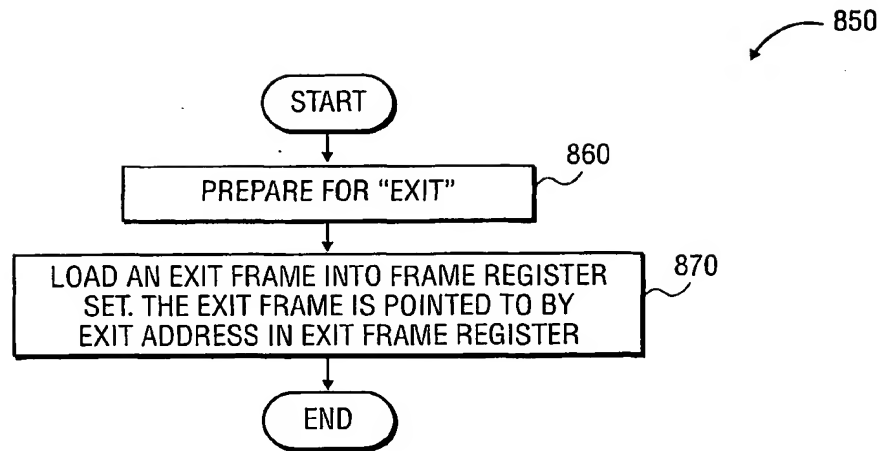 850
START
860
PREPARE FOR “EXIT”
870
LOAD AN EXIT FRAME INTO FRAME REGISTER
SET. THE EXIT FRAME IS POINTED TO BY
EXIT ADDRESS IN EXIT FRAME REGISTER
END